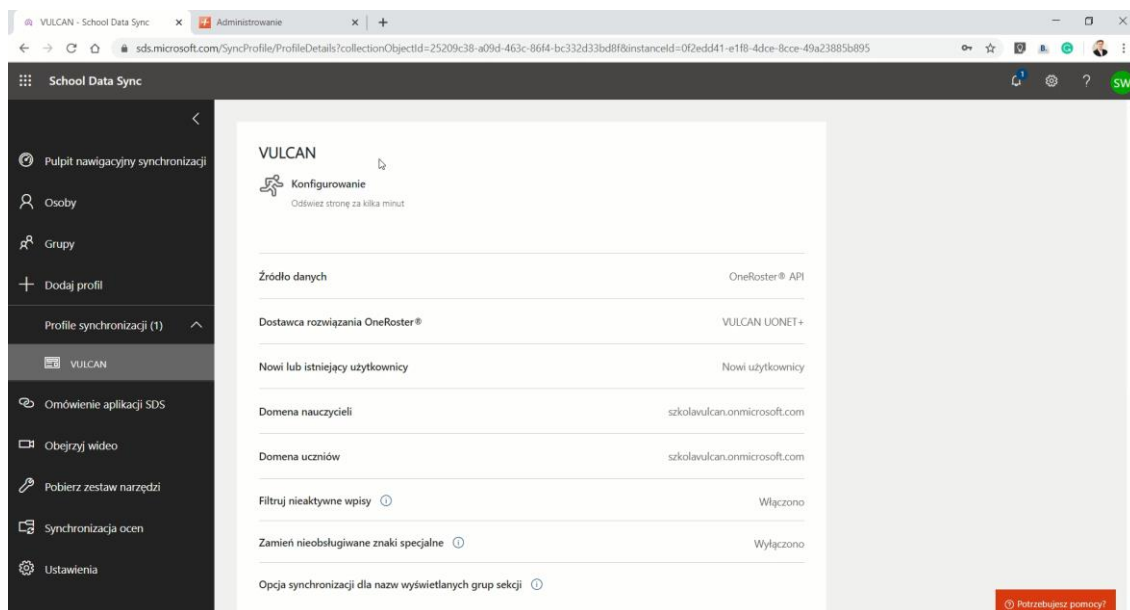 VULCAN - School Data Sync
Administrowanie
sds.microsoft.com/SyncProfile/ProfileDetails?collectionObjectId=25209c38-a09d-463c-86f4-bc332d33bd8f&instanceId=0f2edd41-e1f8-4dce-8cce-49a23885b895
School Data Sync
1
SW
Pulpit nawigacyjny synchronizacji
Osoby
Grupy
Dodaj profil
Profile synchronizacji (1)
VULCAN
Omówienie aplikacji SDS
Obejrzyj wideo
Pobierz zestaw narzędzi
Synchronizacja ocen
Ustawienia
VULCAN
Konfigurowanie
Odśwież stronę za kilka minut
Źródło danych OneRoster® API
Dostawca rozwiązania OneRoster® VULCAN UONET+
Nowi lub istniejący użytkownicy Nowi użytkownicy
Domena nauczycieli szkolavulcan.onmicrosoft.com
Domena uczniów szkolavulcan.onmicrosoft.com
Filtruj nieaktywne wpisy Włączono
Zamień nieobsługiwane znaki specjalne Wyłączono
Opcja synchronizacji dla nazw wyświetlanych grup sekcji
Potrzebujesz pomocy?